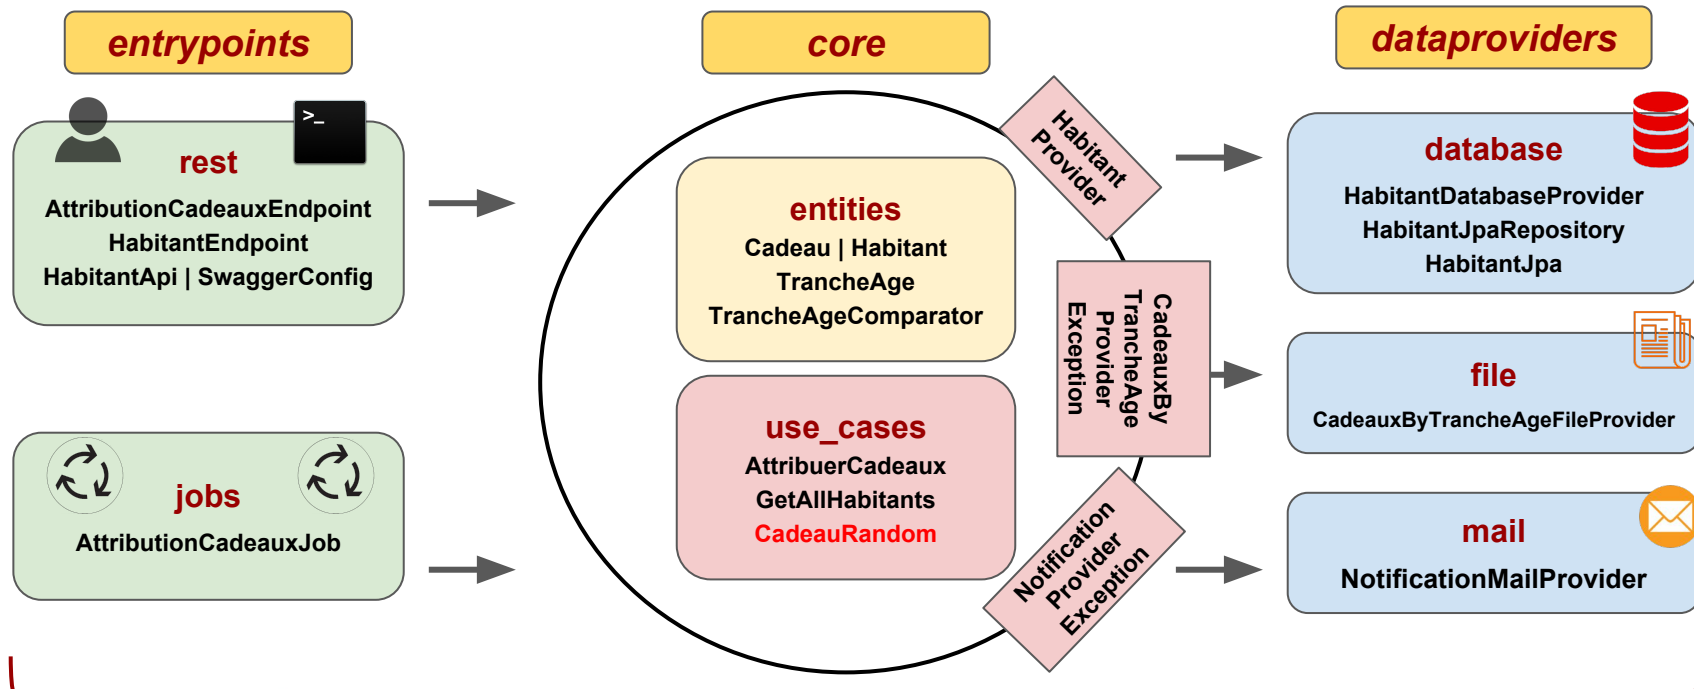 entrypoints
core
dataproviders
>_
rest
AttributionCadeauxEndpoint
HabitantEndpoint
HabitantApi | SwaggerConfig
jobs
AttributionCadeauxJob
entities
Cadeau | Habitant
TrancheAge
TrancheAgeComparator
use_cases
AttribuerCadeaux
GetAllHabitants
CadeauRandom
Habitant
Provider
CadeauxBy
TrancheAge
Provider
Exception
Notification
Provider
Exception
database
HabitantDatabaseProvider
HabitantJpaRepository
HabitantJpa
file
CadeauxByTrancheAgeFileProvider
mail
NotificationMailProvider